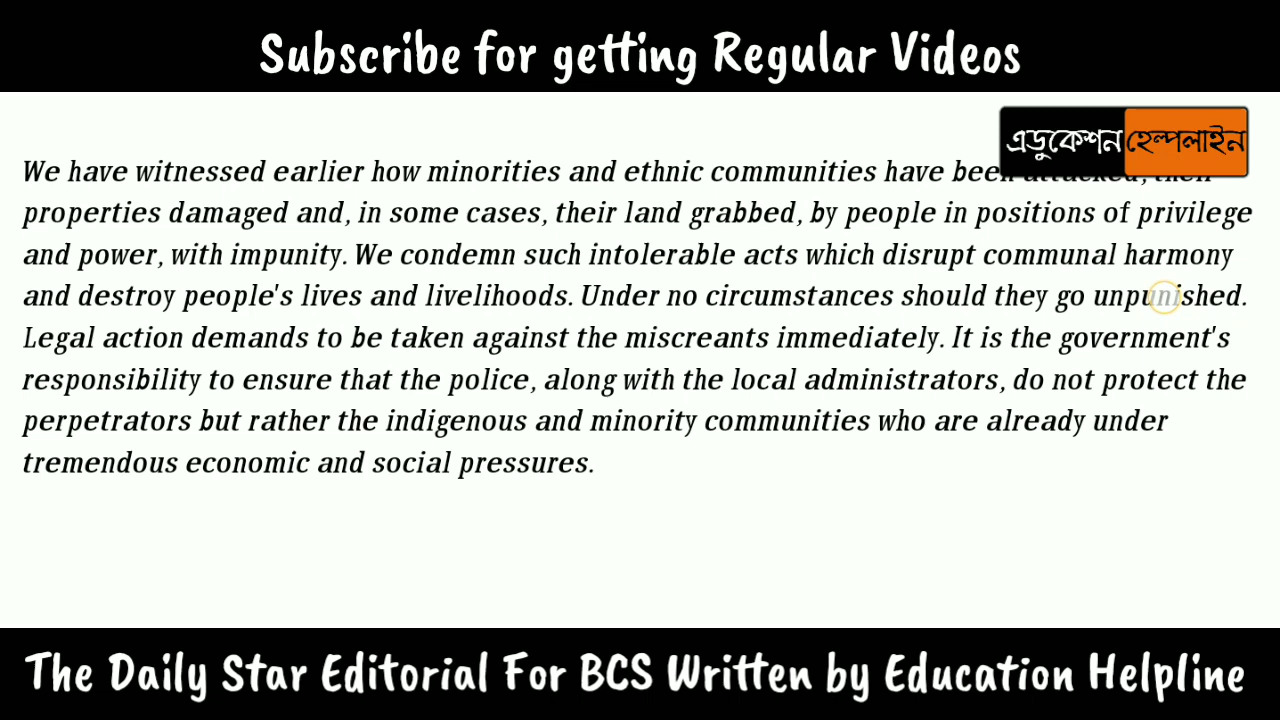 Subscribe for getting Regular Videos
এডুকেশন হেল্পলাইন
We have witnessed earlier how minorities and ethnic communities have been attacked, their
properties damaged and, in some cases, their land grabbed, by people in positions of privilege
and power, with impunity. We condemn such intolerable acts which disrupt communal harmony
and destroy people's lives and livelihoods. Under no circumstances should they go unpunished.
Legal action demands to be taken against the miscreants immediately. It is the government's
responsibility to ensure that the police, along with the local administrators, do not protect the
perpetrators but rather the indigenous and minority communities who are already under
tremendous economic and social pressures.
The Daily Star Editorial For BCS Written by Education Helpline